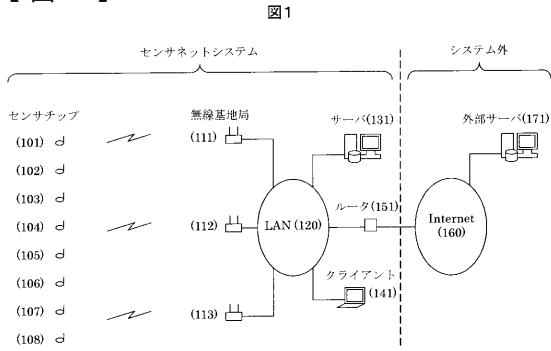 図1
センサネットシステム
システム外
センサチップ
無線基地局
サーバ(131)
外部サーバ(171)
(101)
(111)
(102)
(103)
ルータ(151)
(104)
(112)
LAN(120)
Internet
(160)
(105)
(106)
クライアント
(141)
(107)
(113)
(108)